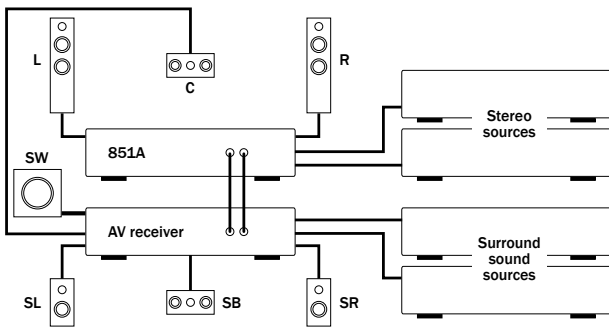 L
C
R
851A
Stereo
sources
SW
AV receiver
Surround
sound
sources
SL
SB
SR